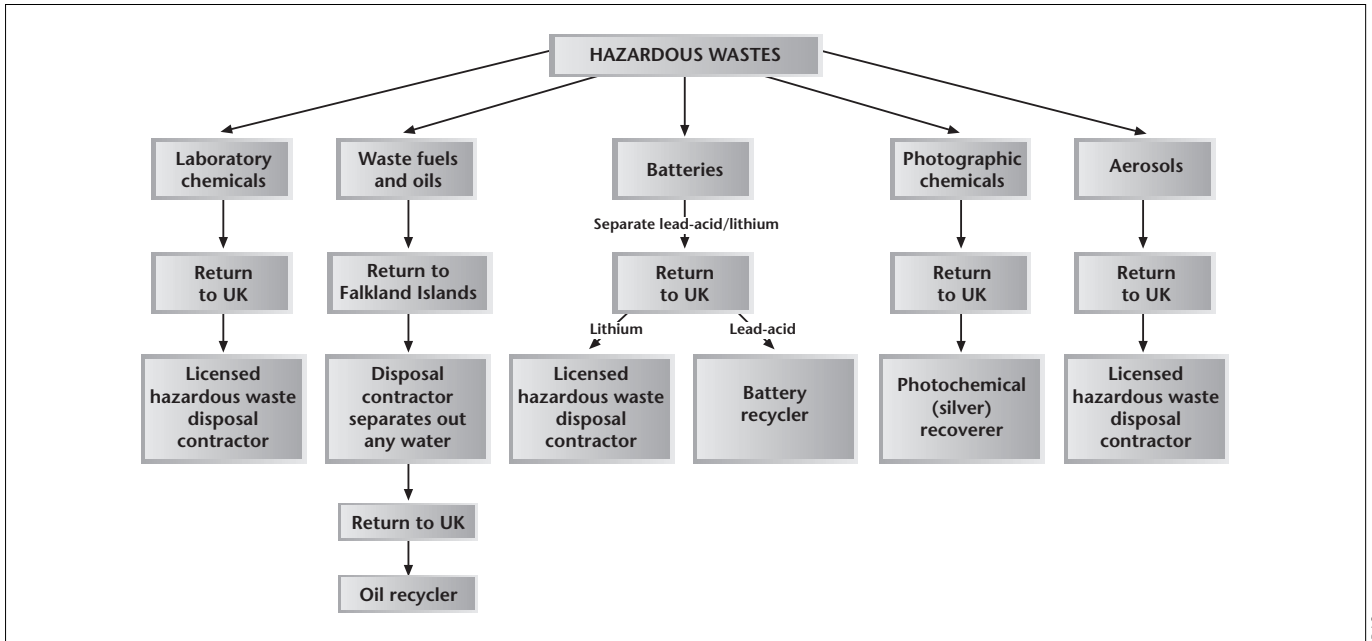 HAZARDOUS WASTES
Laboratory
chemicals
Waste fuels
and oils
Batteries
Photographic
chemicals
Aerosols
Separate lead-acid/lithium
Return
to UK
Return to
Falkland Islands
Return
to UK
Return
to UK
Return
to UK
Lithium
Lead-acid
Licensed
hazardous waste
disposal
contractor
Disposal
contractor
separates out
any water
Licensed
hazardous waste
disposal
contractor
Battery
recycler
Photochemical
(silver)
recoverer
Licensed
hazardous waste
disposal
contractor
Return to UK
Oil recycler